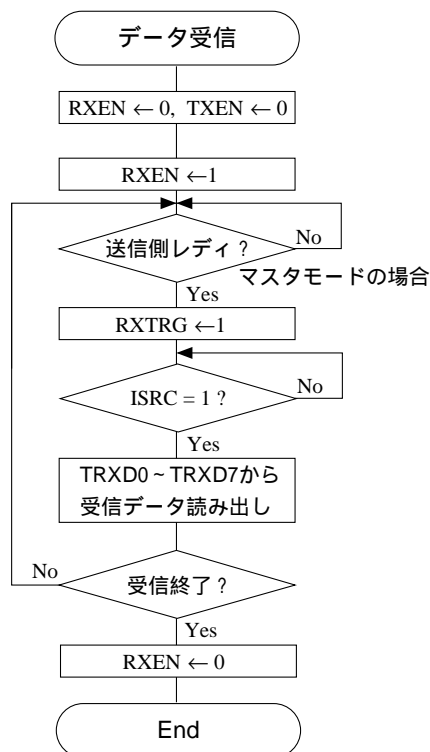 データ受信
RXEN ← 0, TXEN ← 0
RXEN ←1
送信側レディ?
No
マスタモードの場合
Yes
RXTRG ←1
ISRC = 1 ?
No
Yes
TRXD0 ~ TRXD7から
受信データ読み出し
No
受信終了?
Yes
RXEN ← 0
End